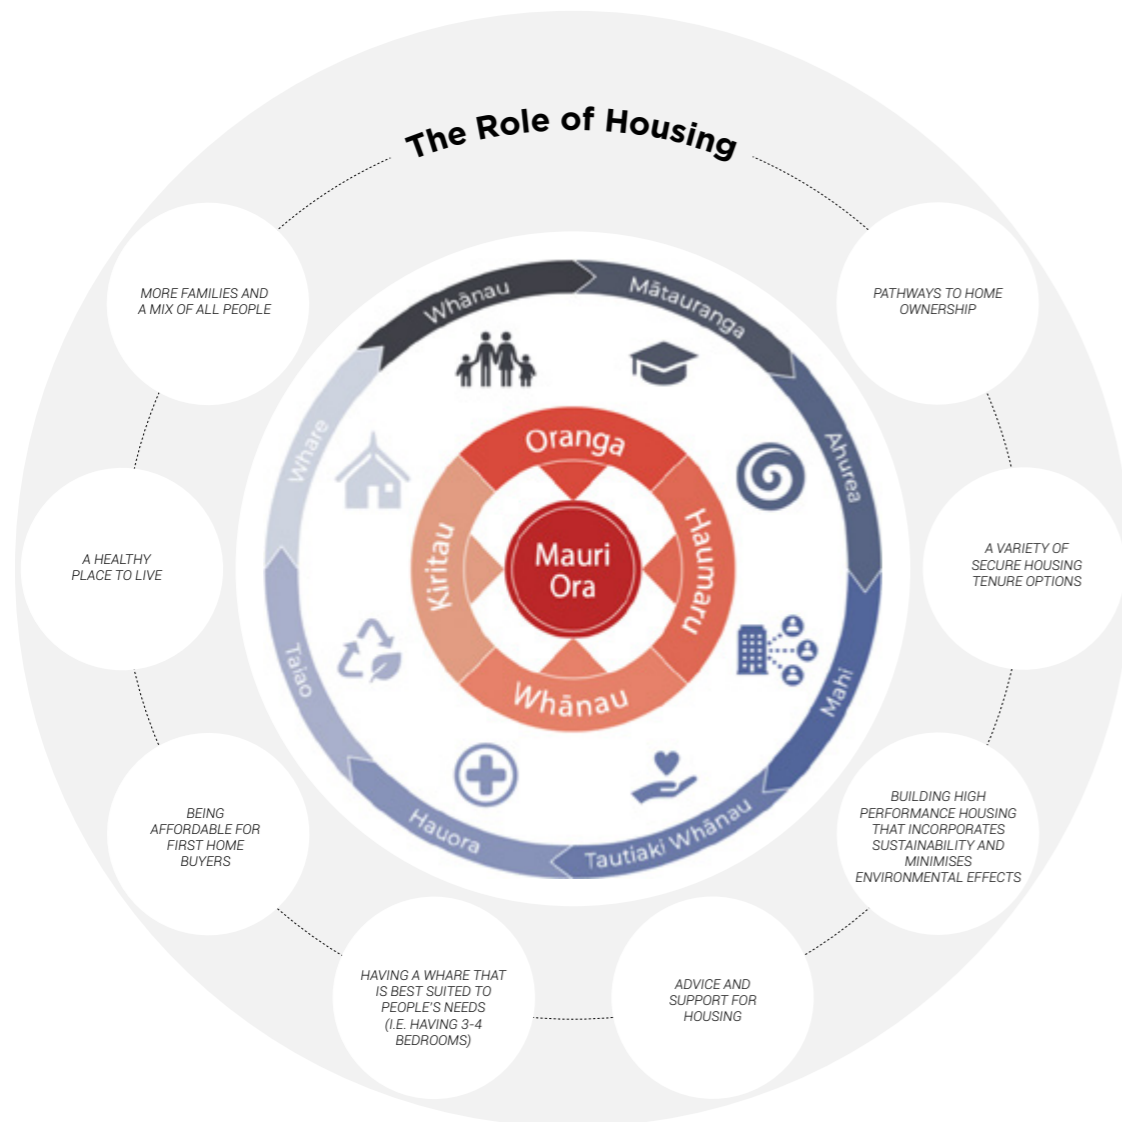 The Role of Housing
MORE FAMILIES AND
A MIX OF ALL PEOPLE
PATHWAYS TO HOME
OWNERSHIP
A VARIETY OF
SECURE HOUSING
TENURE OPTIONS
BUILDING HIGH
PERFORMANCE HOUSING
THAT INCORPORATES
SUSTAINABILITY AND
MINIMISES
ENVIRONMENTAL EFFECTS
ADVICE AND
SUPPORT FOR
HOUSING
HAVING A WHARE THAT
IS BEST SUITED TO
PEOPLE'S NEEDS
(I.E. HAVING 3-4
BEDROOMS)
BEING
AFFORDABLE FOR
FIRST HOME
BUYERS
A HEALTHY
PLACE TO LIVE
Whānau
Mātauranga
Ahurea
Mahi
Tautiaki Whānau
Hauora
Taiao
Whare
Oranga
Haumaru
Whānau
Kiritau
Mauri
Ora